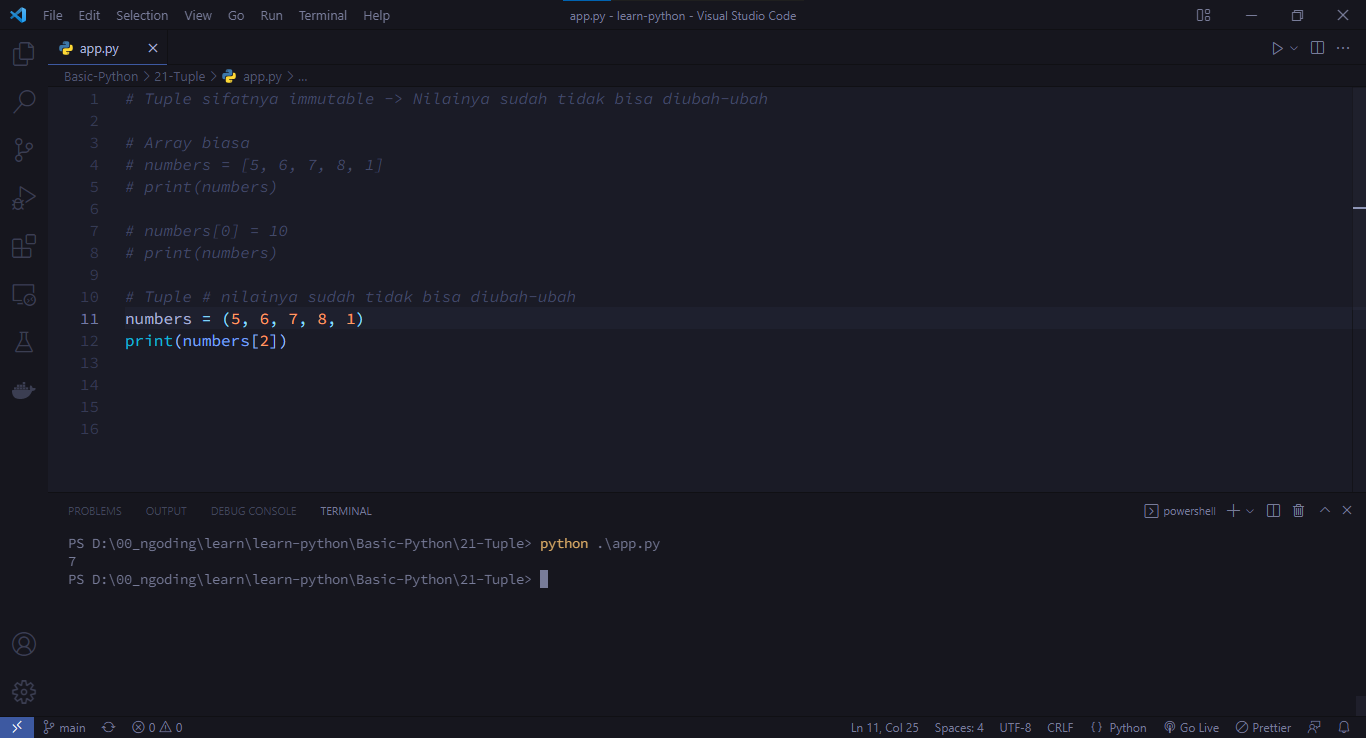 File Edit Selection View Go Run Terminal Help app.py - learn-python - Visual Studio Code
app.py
Basic-Python > 21-Tuple > app.py > ...
1 # Tuple sifatnya immutable -> Nilainya sudah tidak bisa diubah-ubah
2
3 # Array biasa
4 # numbers = [5, 6, 7, 8, 1]
5 # print(numbers)
6
7 # numbers[0] = 10
8 # print(numbers)
9
10 # Tuple # nilainya sudah tidak bisa diubah-ubah
11 numbers = (5, 6, 7, 8, 1)
12 print(numbers[2])
13
14
15
16
PROBLEMS OUTPUT DEBUG CONSOLE TERMINAL powershell
PS D:\00_ngoding\learn\learn-python\Basic-Python\21-Tuple> python .\app.py
7
PS D:\00_ngoding\learn\learn-python\Basic-Python\21-Tuple>
main 0 0 Ln 11, Col 25 Spaces: 4 UTF-8 CRLF {} Python Go Live Prettier